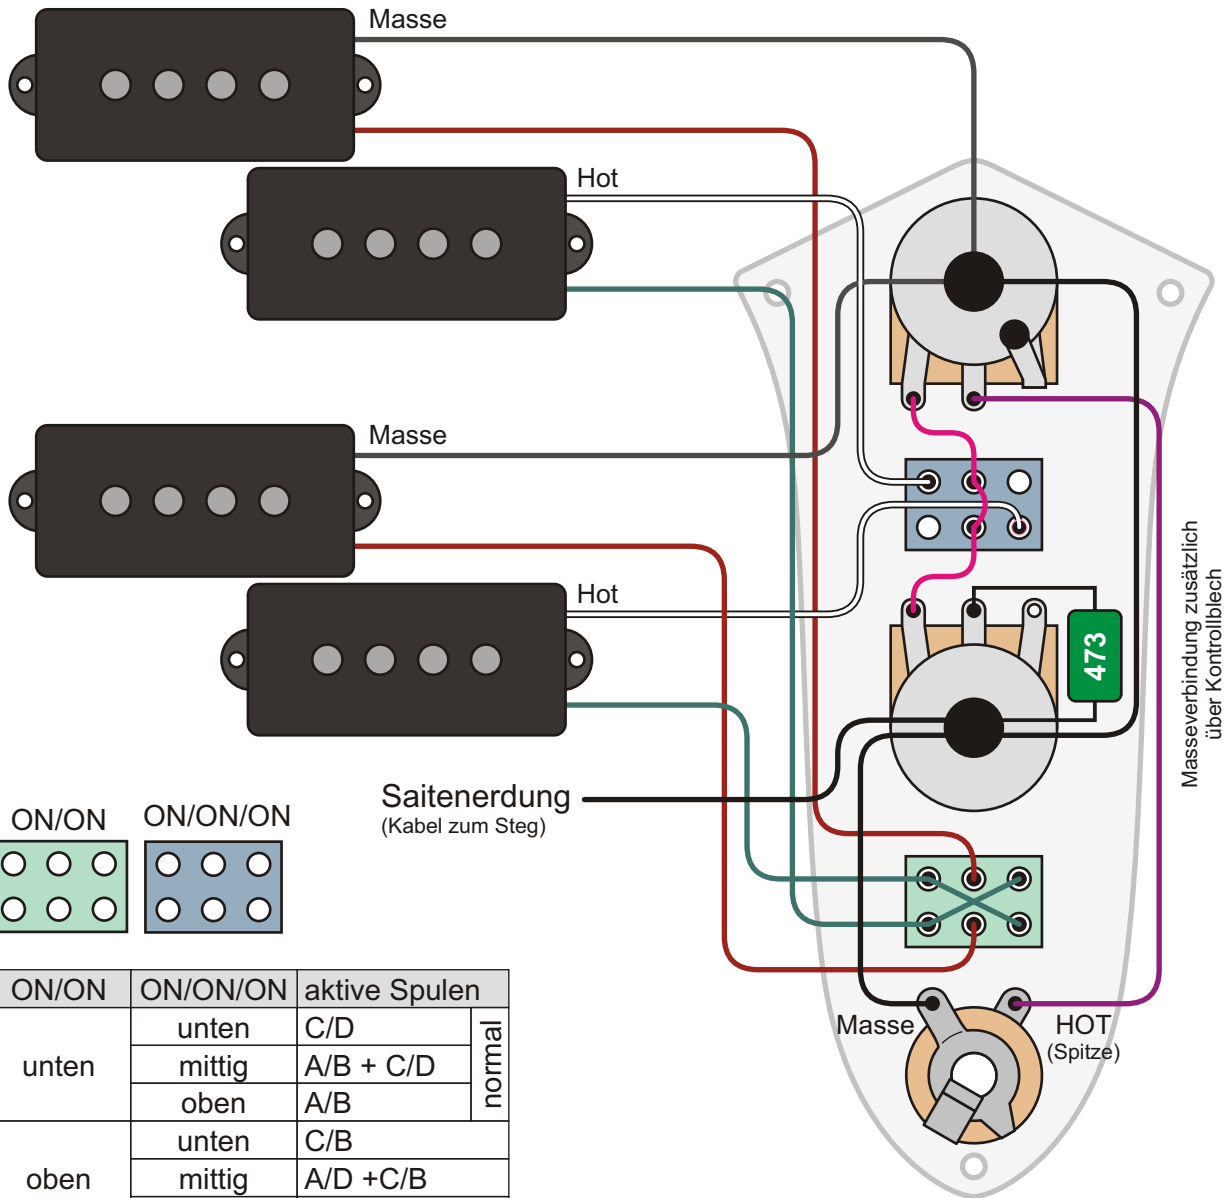 Masse
Hot
Masse
Hot
473
Masseverbindung zusätzlich
über Kontrollblech
Saitenerdung
(Kabel zum Steg)
ON/ON
ON/ON/ON
Masse
HOT
(Spitze)
ON/ON ON/ON/ON aktive Spulen
unten unten C/D normal
mittig A/B + C/D
oben A/B
oben unten C/B
mittig A/D +C/B